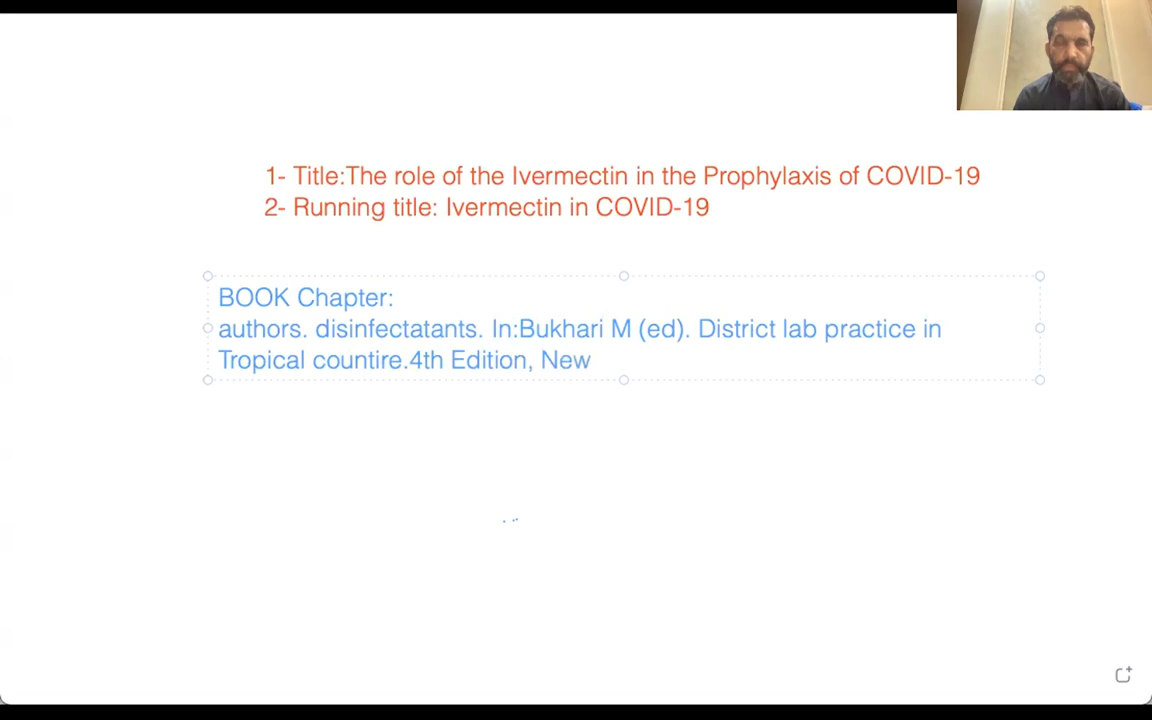 1- Title:The role of the Ivermectin in the Prophylaxis of COVID-19
2- Running title: Ivermectin in COVID-19
BOOK Chapter:
authors. disinfectatants. In:Bukhari M (ed). District lab practice in
Tropical countire.4th Edition, New